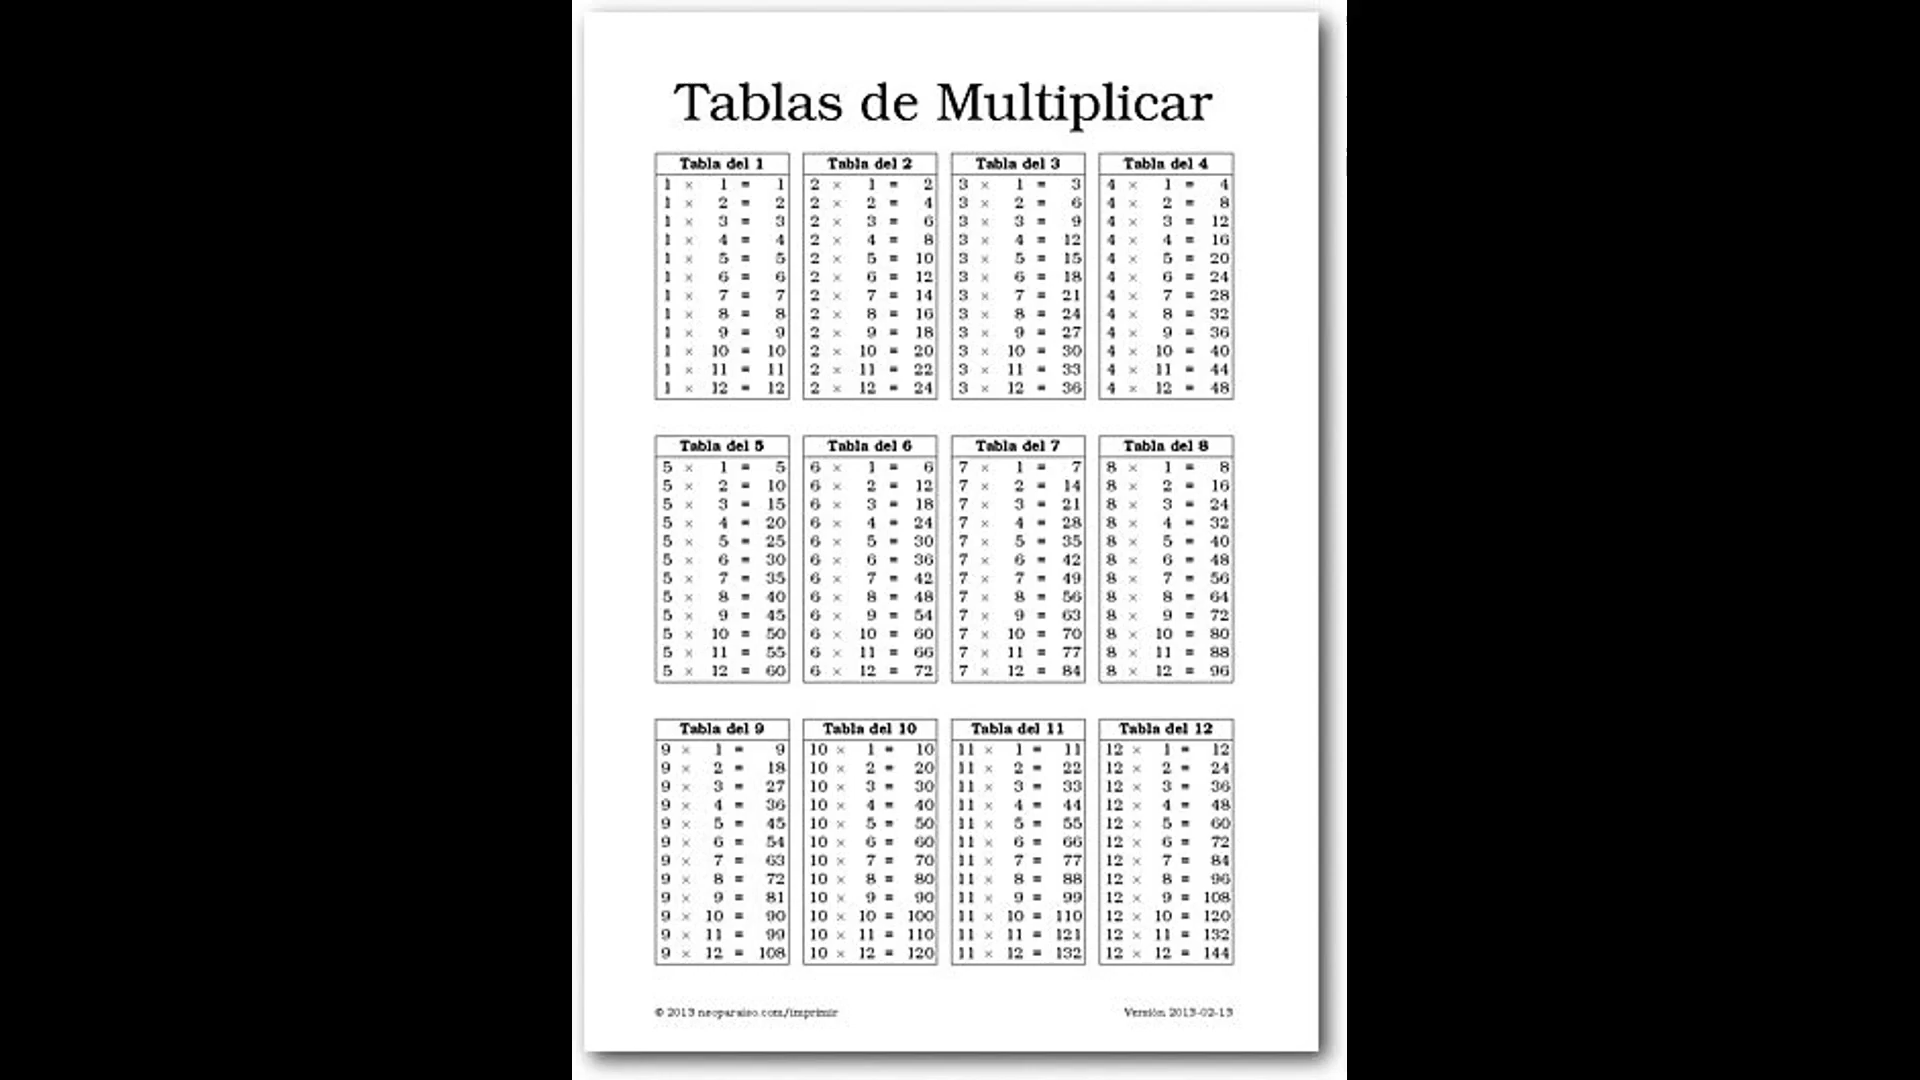 Tablas de Multiplicar
Tabla del 1
1 × 1 = 1
1 × 2 = 2
1 × 3 = 3
1 × 4 = 4
1 × 5 = 5
1 × 6 = 6
1 × 7 = 7
1 × 8 = 8
1 × 9 = 9
1 × 10 = 10
1 × 11 = 11
1 × 12 = 12
Tabla del 2
2 × 1 = 2
2 × 2 = 4
2 × 3 = 6
2 × 4 = 8
2 × 5 = 10
2 × 6 = 12
2 × 7 = 14
2 × 8 = 16
2 × 9 = 18
2 × 10 = 20
2 × 11 = 22
2 × 12 = 24
Tabla del 3
3 × 1 = 3
3 × 2 = 6
3 × 3 = 9
3 × 4 = 12
3 × 5 = 15
3 × 6 = 18
3 × 7 = 21
3 × 8 = 24
3 × 9 = 27
3 × 10 = 30
3 × 11 = 33
3 × 12 = 36
Tabla del 4
4 × 1 = 4
4 × 2 = 8
4 × 3 = 12
4 × 4 = 16
4 × 5 = 20
4 × 6 = 24
4 × 7 = 28
4 × 8 = 32
4 × 9 = 36
4 × 10 = 40
4 × 11 = 44
4 × 12 = 48
Tabla del 5
5 × 1 = 5
5 × 2 = 10
5 × 3 = 15
5 × 4 = 20
5 × 5 = 25
5 × 6 = 30
5 × 7 = 35
5 × 8 = 40
5 × 9 = 45
5 × 10 = 50
5 × 11 = 55
5 × 12 = 60
Tabla del 6
6 × 1 = 6
6 × 2 = 12
6 × 3 = 18
6 × 4 = 24
6 × 5 = 30
6 × 6 = 36
6 × 7 = 42
6 × 8 = 48
6 × 9 = 54
6 × 10 = 60
6 × 11 = 66
6 × 12 = 72
Tabla del 7
7 × 1 = 7
7 × 2 = 14
7 × 3 = 21
7 × 4 = 28
7 × 5 = 35
7 × 6 = 42
7 × 7 = 49
7 × 8 = 56
7 × 9 = 63
7 × 10 = 70
7 × 11 = 77
7 × 12 = 84
Tabla del 8
8 × 1 = 8
8 × 2 = 16
8 × 3 = 24
8 × 4 = 32
8 × 5 = 40
8 × 6 = 48
8 × 7 = 56
8 × 8 = 64
8 × 9 = 72
8 × 10 = 80
8 × 11 = 88
8 × 12 = 96
Tabla del 9
9 × 1 = 9
9 × 2 = 18
9 × 3 = 27
9 × 4 = 36
9 × 5 = 45
9 × 6 = 54
9 × 7 = 63
9 × 8 = 72
9 × 9 = 81
9 × 10 = 90
9 × 11 = 99
9 × 12 = 108
Tabla del 10
10 × 1 = 10
10 × 2 = 20
10 × 3 = 30
10 × 4 = 40
10 × 5 = 50
10 × 6 = 60
10 × 7 = 70
10 × 8 = 80
10 × 9 = 90
10 × 10 = 100
10 × 11 = 110
10 × 12 = 120
Tabla del 11
11 × 1 = 11
11 × 2 = 22
11 × 3 = 33
11 × 4 = 44
11 × 5 = 55
11 × 6 = 66
11 × 7 = 77
11 × 8 = 88
11 × 9 = 99
11 × 10 = 110
11 × 11 = 121
11 × 12 = 132
Tabla del 12
12 × 1 = 12
12 × 2 = 24
12 × 3 = 36
12 × 4 = 48
12 × 5 = 60
12 × 6 = 72
12 × 7 = 84
12 × 8 = 96
12 × 9 = 108
12 × 10 = 120
12 × 11 = 132
12 × 12 = 144
© 2013 neoparaiso.com/imprimir
Versión 2013-02-13